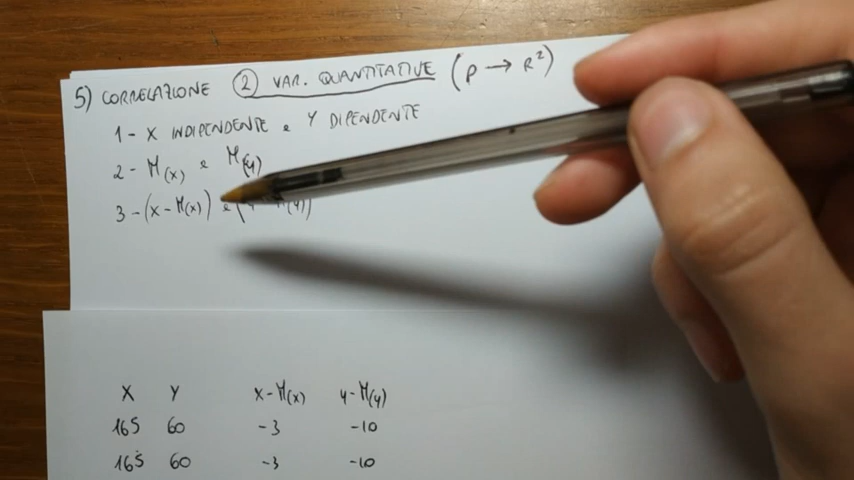 5) CORRELAZIONE ② VAR. QUANTITATIVE (ρ → R²)
1 - X INDIPENDENTE e Y DIPENDENTE
2 - M(x) e M(y)
3 - (x - M(x)) e (
X Y x - M(x) y - M(y)
165 60 -3 -10
165 60 -3 -10